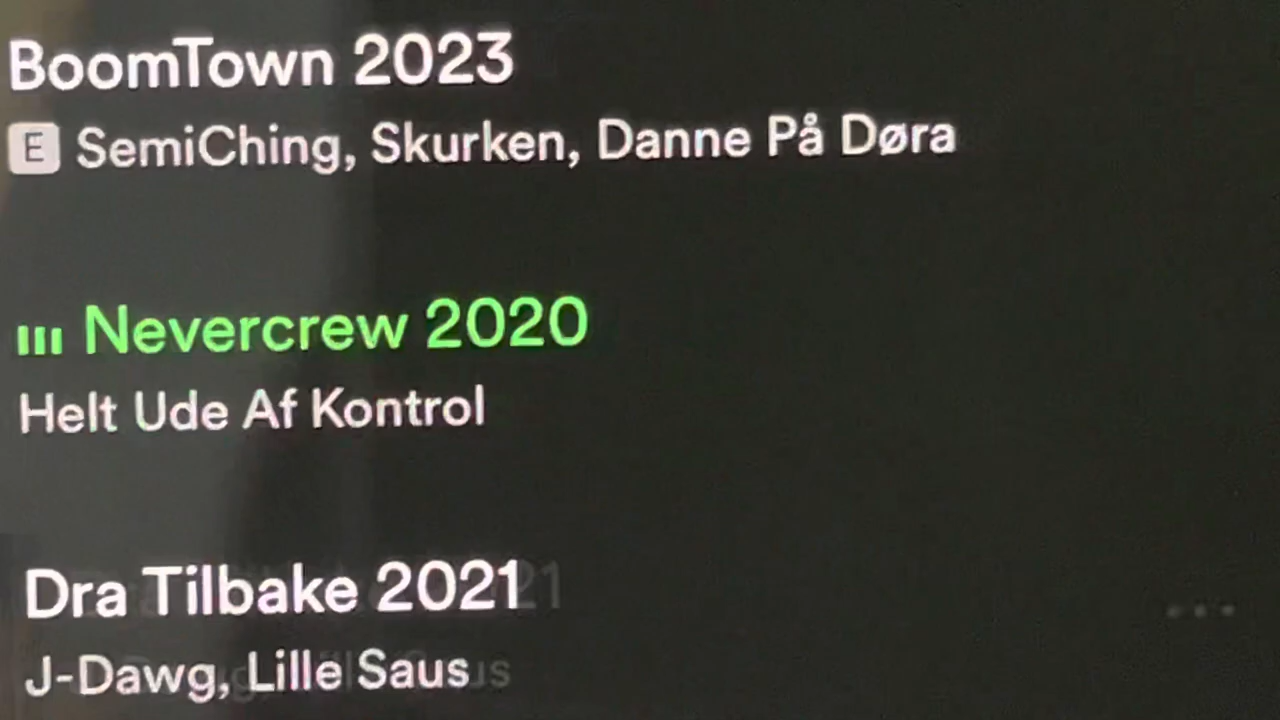 BoomTown 2023
E SemiChing, Skurken, Danne På Døra
Nevercrew 2020
Helt Ude Af Kontrol
Dra Tilbake 2021
J-Dawg, Lille Saus